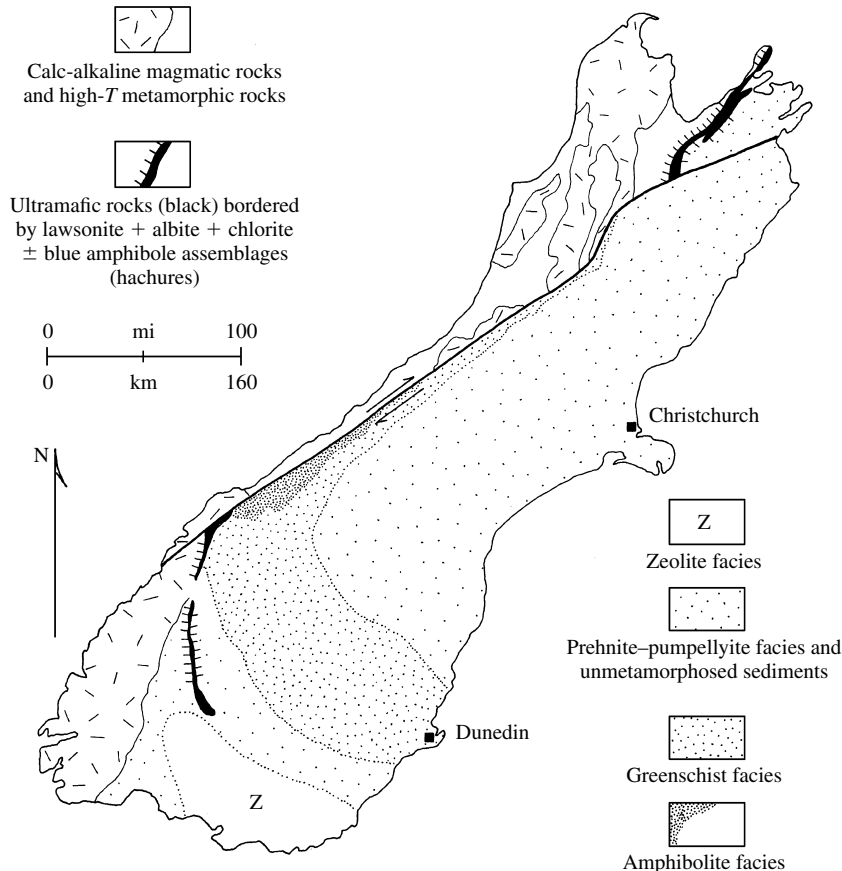 Calc-alkaline magmatic rocks
and high-T metamorphic rocks
Ultramafic rocks (black) bordered
by lawsonite + albite + chlorite
± blue amphibole assemblages
(hachures)
0 mi 100
0 km 160
N
Christchurch
Z
Zeolite facies
Prehnite–pumpellyite facies and
unmetamorphosed sediments
Dunedin
Greenschist facies
Z
Amphibolite facies